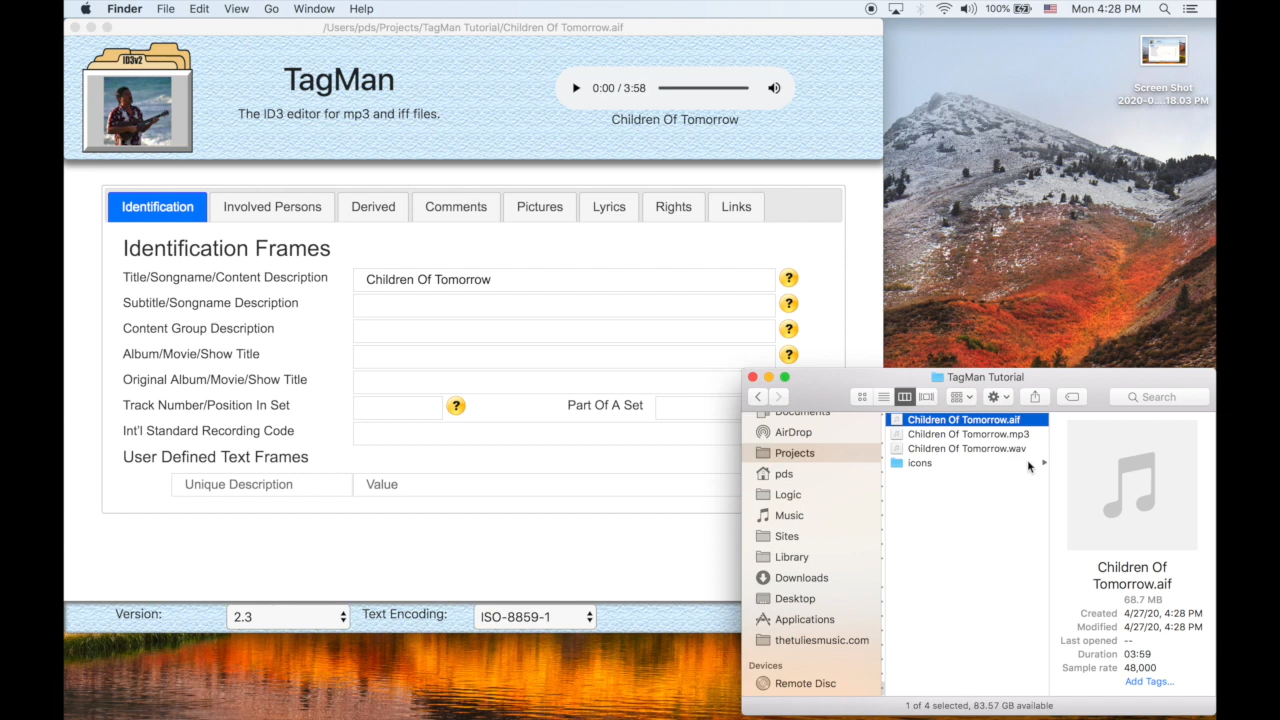 Finder File Edit View Go Window Help 100% Mon 4:28 PM
/Users/pds/Projects/TagMan Tutorial/Children Of Tomorrow.aif
ID3v2
TagMan
The ID3 editor for mp3 and iff files.
0:00 / 3:58
Children Of Tomorrow
Screen Shot
2020-0....18.03 PM
Identification Involved Persons Derived Comments Pictures Lyrics Rights Links
Identification Frames
Title/Songname/Content Description Children Of Tomorrow ?
Subtitle/Songname Description ?
Content Group Description ?
Album/Movie/Show Title ?
Original Album/Movie/Show Title
Track Number/Position In Set ? Part Of A Set
Int'l Standard Recording Code
User Defined Text Frames
Unique Description Value
Version: 2.3 Text Encoding: ISO-8859-1
TagMan Tutorial
Search
Documents
AirDrop
Projects
pds
Logic
Music
Sites
Library
Downloads
Desktop
Applications
thetuliesmusic.com
Devices
Remote Disc
Children Of Tomorrow.aif
Children Of Tomorrow.mp3
Children Of Tomorrow.wav
icons
Children Of
Tomorrow.aif
68.7 MB
Created 4/27/20, 4:28 PM
Modified 4/27/20, 4:28 PM
Last opened --
Duration 03:59
Sample rate 48,000
Add Tags...
1 of 4 selected, 83.57 GB available